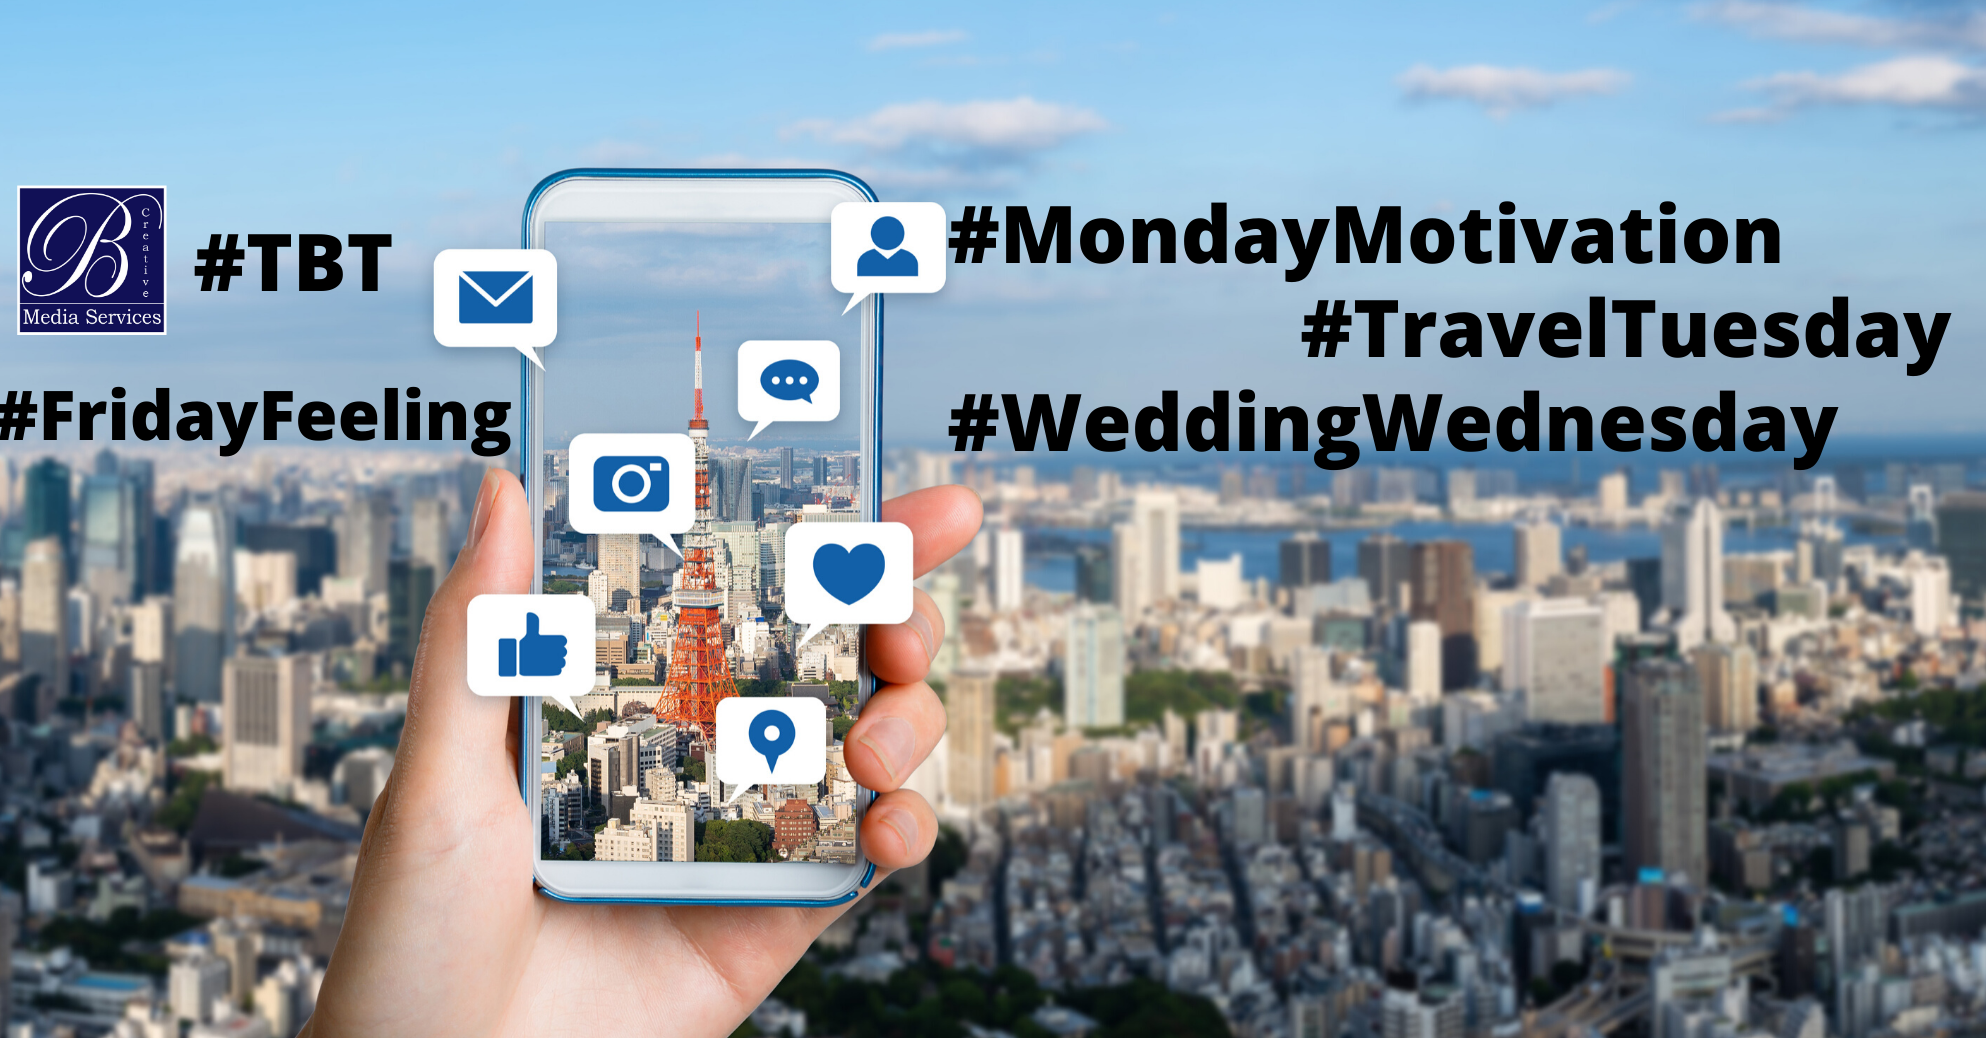 B
Creative
Media Services
#TBT
#FridayFeeling
#MondayMotivation
#TravelTuesday
#WeddingWednesday